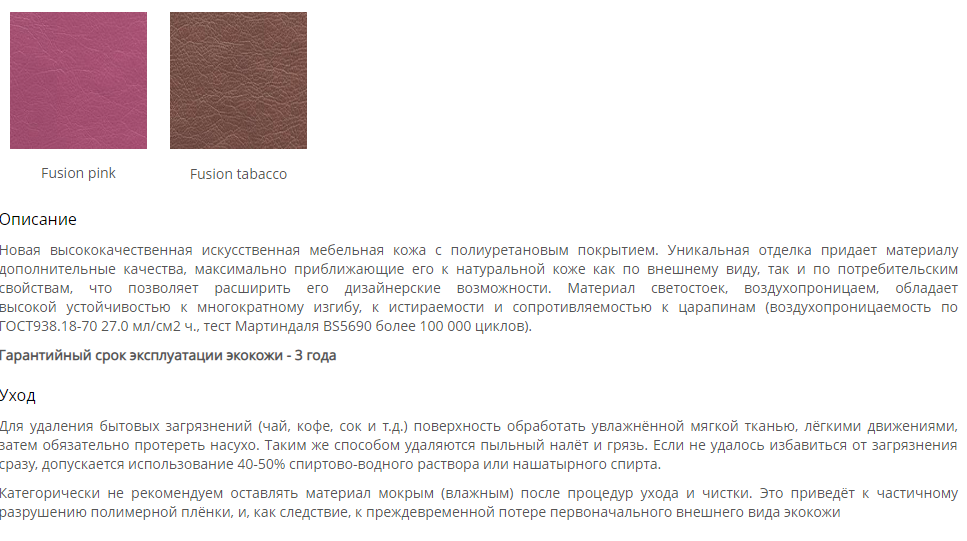 Fusion pink
Fusion tabacco
Описание
Новая высококачественная искусственная мебельная кожа с полиуретановым покрытием. Уникальная отделка придает материалу
дополнительные качества, максимально приближающие его к натуральной коже как по внешнему виду, так и по потребительским
свойствам, что позволяет расширить его дизайнерские возможности. Материал светостоек, воздухопроницаем, обладает
высокой устойчивостью к многократному изгибу, к истираемости и сопротивляемостью к царапинам (воздухопроницаемость по
ГОСТ938.18-70 27.0 мл/см2 ч., тест Мартиндаля BS5690 более 100 000 циклов).
Гарантийный срок эксплуатации экокожи - 3 года
Уход
Для удаления бытовых загрязнений (чай, кофе, сок и т.д.) поверхность обработать увлажнённой мягкой тканью, лёгкими движениями,
затем обязательно протереть насухо. Таким же способом удаляются пыльный налёт и грязь. Если не удалось избавиться от загрязнения
сразу, допускается использование 40-50% спиртово-водного раствора или нашатырного спирта.
Категорически не рекомендуем оставлять материал мокрым (влажным) после процедур ухода и чистки. Это приведёт к частичному
разрушению полимерной плёнки, и, как следствие, к преждевременной потере первоначального внешнего вида экокожи